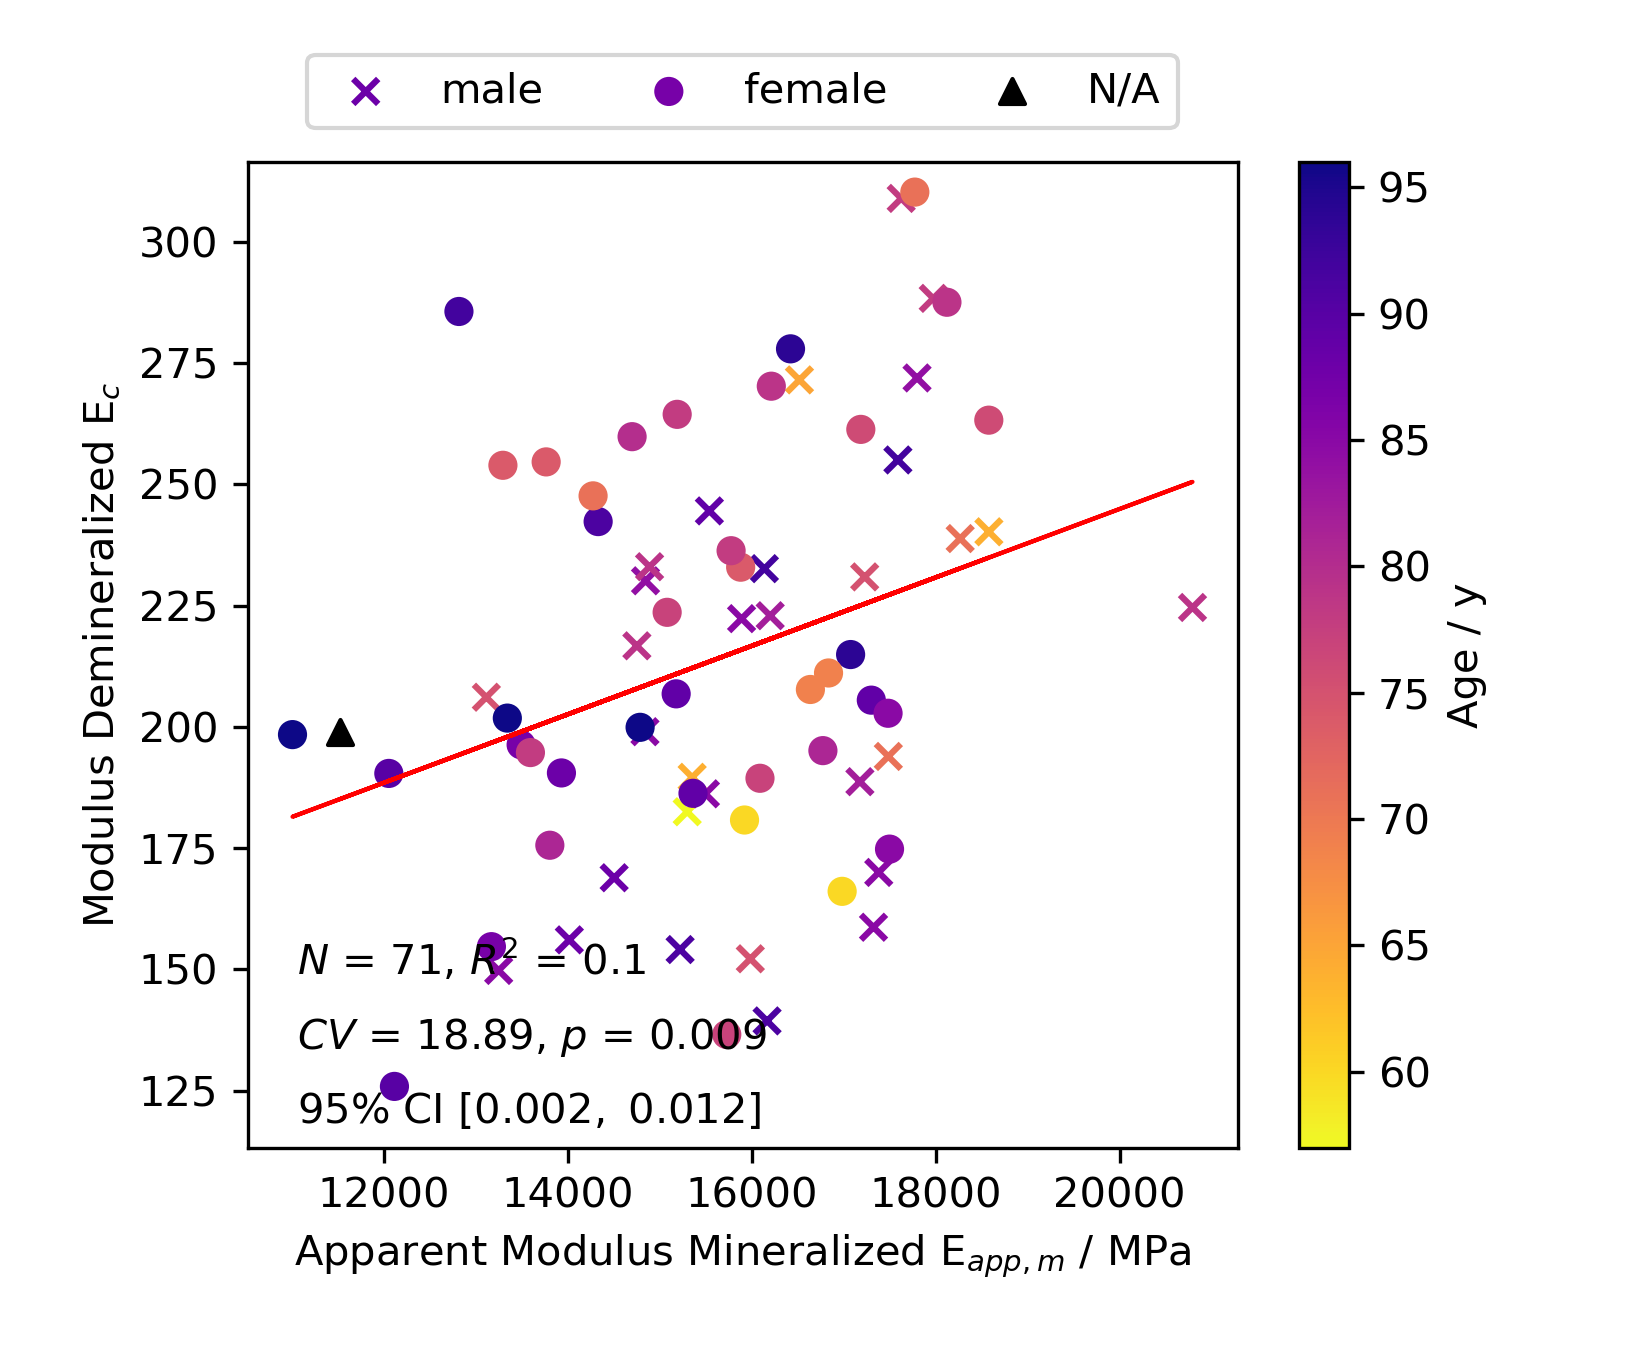 male female N/A
300
275
250
225
200
175
150
125
Modulus Demineralized E_c
N = 71, R² = 0.1
CV = 18.89, p = 0.009
95% CI [0.002, 0.012]
12000 14000 16000 18000 20000
Apparent Modulus Mineralized E_app,m / MPa
95
90
85
80
75
70
65
60
Age / y